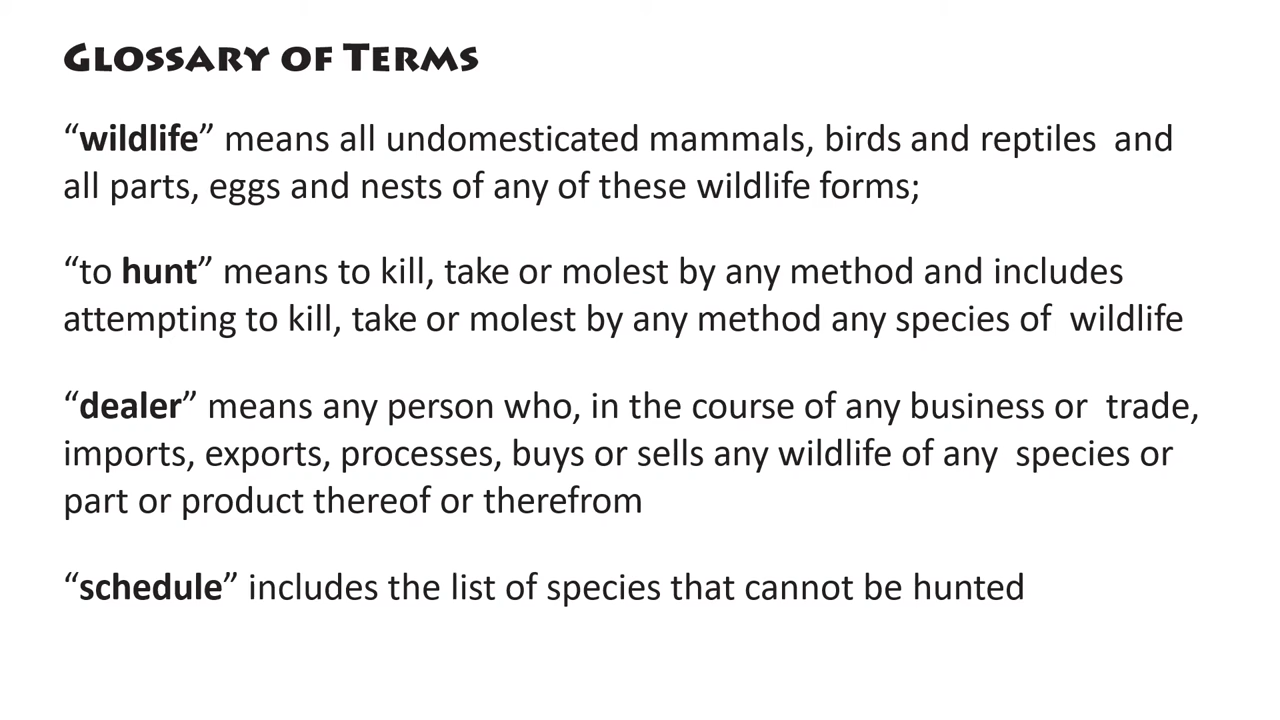 Glossary of Terms
“wildlife” means all undomesticated mammals, birds and reptiles and
all parts, eggs and nests of any of these wildlife forms;
“to hunt” means to kill, take or molest by any method and includes
attempting to kill, take or molest by any method any species of wildlife
“dealer” means any person who, in the course of any business or trade,
imports, exports, processes, buys or sells any wildlife of any species or
part or product thereof or therefrom
“schedule” includes the list of species that cannot be hunted